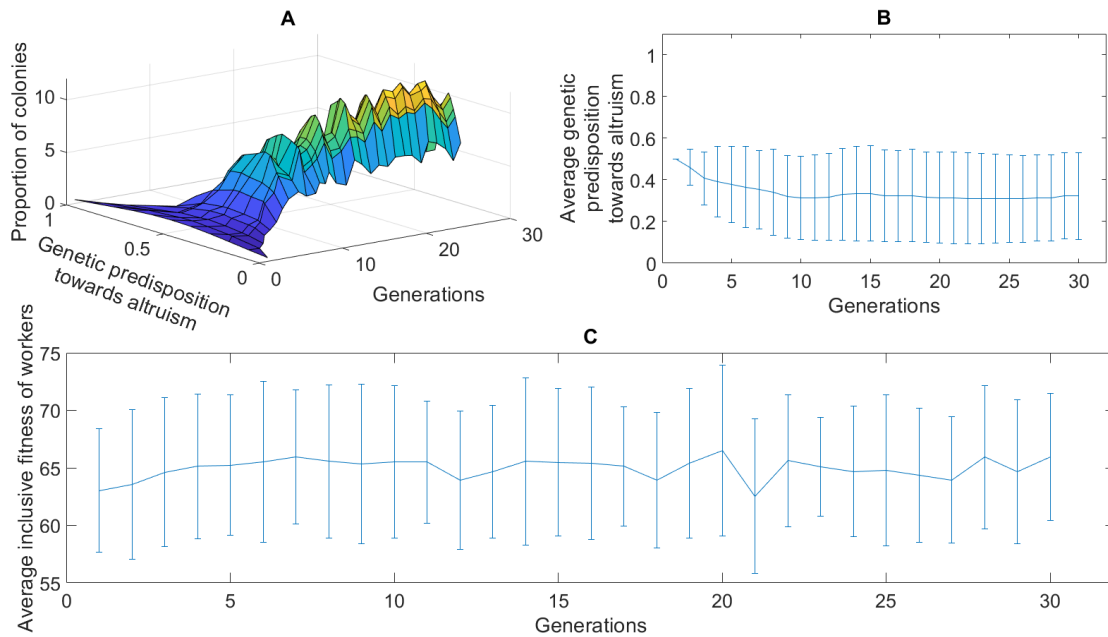 A
Proportion of colonies
10
5
0
1
0.5
0
Genetic predisposition
towards altruism
0
10
20
30
Generations
B
Average genetic
predisposition
towards altruism
1
0.8
0.6
0.4
0.2
0
0
5
10
15
20
25
30
Generations
C
Average inclusive fitness of workers
75
70
65
60
55
0
5
10
15
20
25
30
Generations